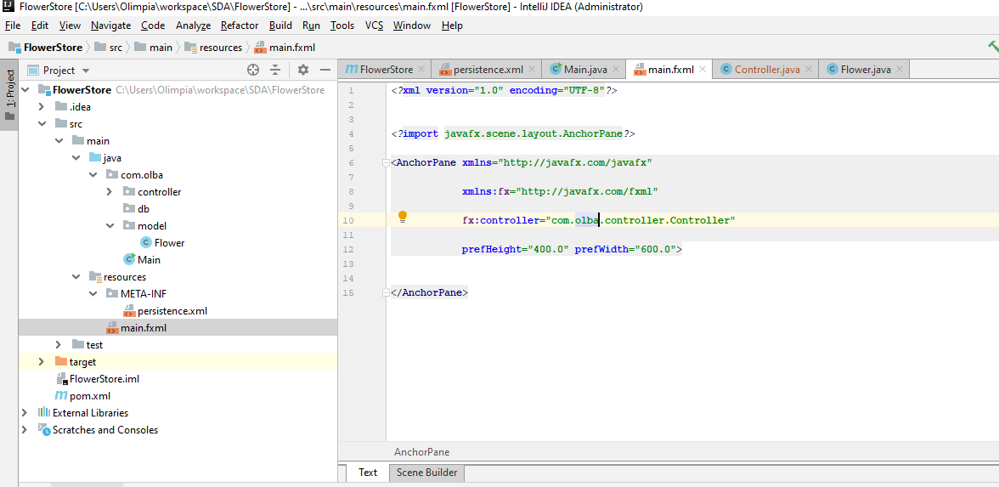 FlowerStore [C:\Users\Olimpia\workspace\SDA\FlowerStore] - ...\src\main\resources\main.fxml [FlowerStore] - IntelliJ IDEA (Administrator)
File Edit View Navigate Code Analyze Refactor Build Run Tools VCS Window Help
FlowerStore src main resources main.fxml
1: Project
Project
FlowerStore C:\Users\Olimpia\workspace\SDA\FlowerStore
.idea
src
main
java
com.olba
controller
db
model
Flower
Main
resources
META-INF
persistence.xml
main.fxml
test
target
FlowerStore.iml
pom.xml
External Libraries
Scratches and Consoles
FlowerStore persistence.xml Main.java main.fxml Controller.java Flower.java
1 <?xml version="1.0" encoding="UTF-8"?>
2
3
4 <?import javafx.scene.layout.AnchorPane?>
5
6 <AnchorPane xmlns="http://javafx.com/javafx"
7
8 xmlns:fx="http://javafx.com/fxml"
9
10 fx:controller="com.olba.controller.Controller"
11
12 prefHeight="400.0" prefWidth="600.0">
13
14
15 </AnchorPane>
AnchorPane
Text Scene Builder